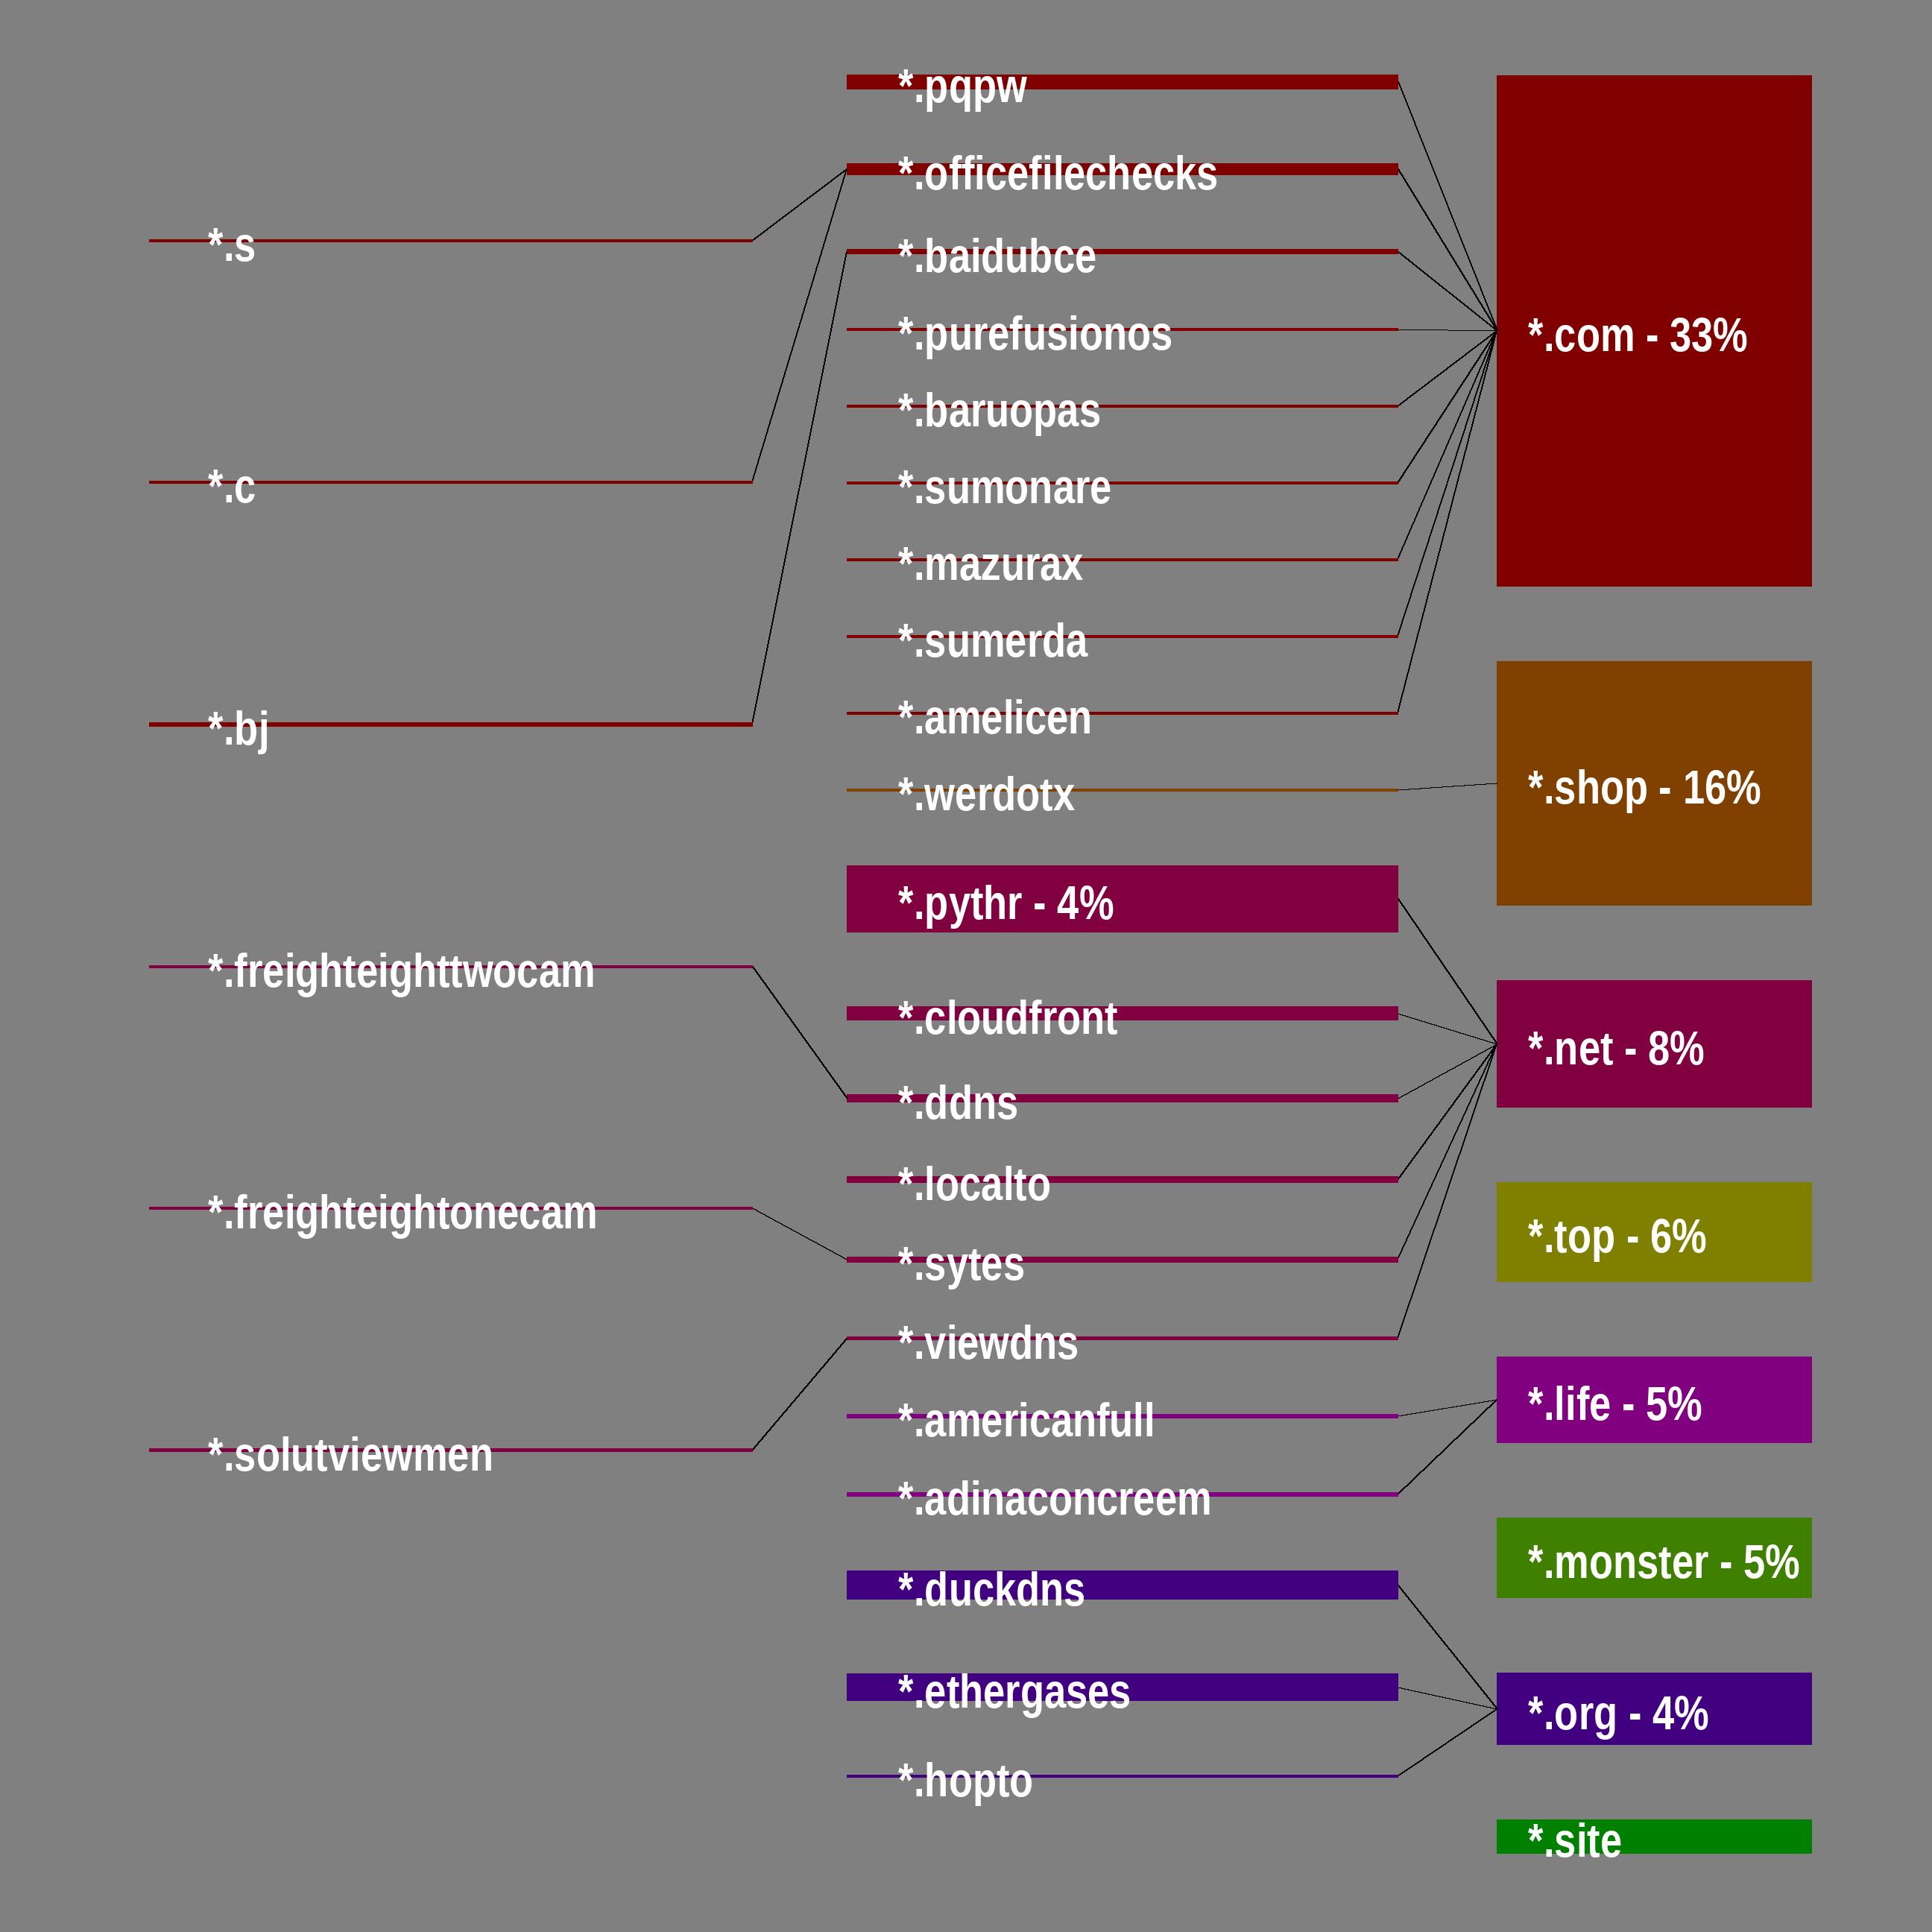 *.s
*.c
*.bj
*.freighteighttwocam
*.freighteightonecam
*.solutviewmen
*.pqpw
*.officefilechecks
*.baidubce
*.purefusionos
*.baruopas
*.sumonare
*.mazurax
*.sumerda
*.amelicen
*.werdotx
*.pythr - 4%
*.cloudfront
*.ddns
*.localto
*.sytes
*.viewdns
*.americanfull
*.adinaconcreem
*.duckdns
*.ethergases
*.hopto
*.com - 33%
*.shop - 16%
*.net - 8%
*.top - 6%
*.life - 5%
*.monster - 5%
*.org - 4%
*.site